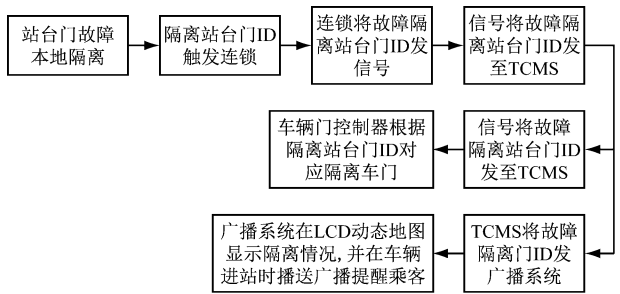 站台门故障
本地隔离
隔离站台门ID
触发连锁
连锁将故障隔
离站台门ID发
信号
信号将故障隔
离站台门ID发
至TCMS
车辆门控制器根据
隔离站台门ID对
应隔离车门
信号将故障
隔离站台门ID
发至TCMS
广播系统在LCD动态地图
显示隔离情况,并在车辆
进站时播送广播提醒乘客
TCMS将故障
隔离门ID发
广播系统